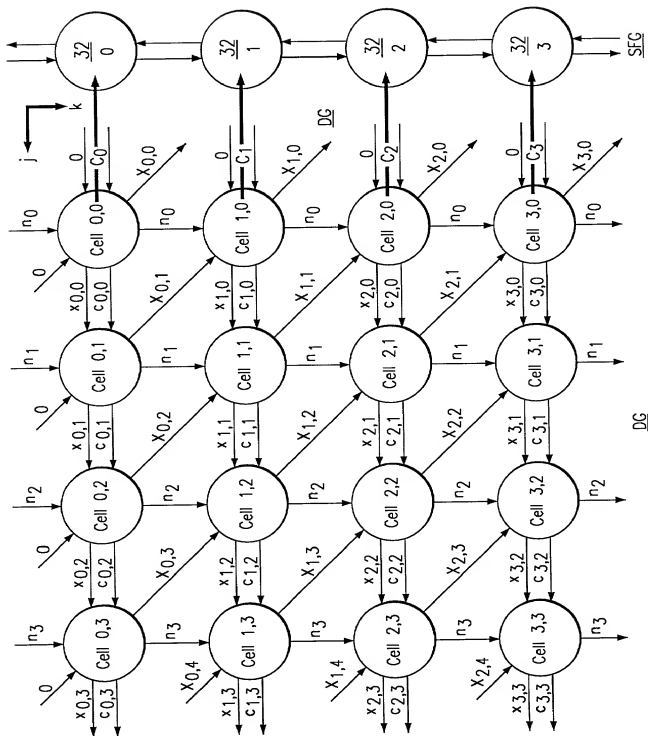 x3,3 c3,3 x2,3 c2,3 x1,3 c1,3 x0,3 c0,3
X2,4 X1,4 X0,4 0
n3 Cell 3,3 n3 Cell 2,3 n3 Cell 1,3 n3 Cell 0,3 n3
x3,2 c3,2 x2,2 c2,2 x1,2 c1,2 x0,2 c0,2
X2,3 X1,3 X0,3 0
n2 Cell 3,2 n2 Cell 2,2 n2 Cell 1,2 n2 Cell 0,2 n2
x3,1 c3,1 x2,1 c2,1 x1,1 c1,1 x0,1 c0,1
X2,2 X1,2 X0,2 0
n1 Cell 3,1 n1 Cell 2,1 n1 Cell 1,1 n1 Cell 0,1 n1
x3,0 c3,0 x2,0 c2,0 x1,0 c1,0 x0,0 c0,0
X2,1 X1,1 X0,1 0
n0 Cell 3,0 n0 Cell 2,0 n0 Cell 1,0 n0 Cell 0,0 n0
X3,0 X2,0 X1,0 X0,0
0 C3 0 C2 0 C1 0 C0
DG
DG
j
k
32 3
32 2
32 1
32 0
SFG